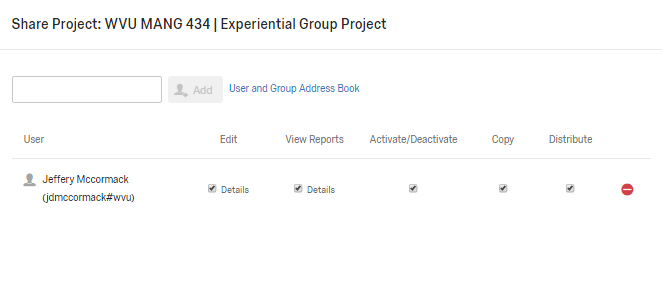 Share Project: WVU MANG 434 | Experiential Group Project
Add User and Group Address Book
User Edit View Reports Activate/Deactivate Copy Distribute
Jeffery Mccormack
(jdmccormack#wvu) Details Details